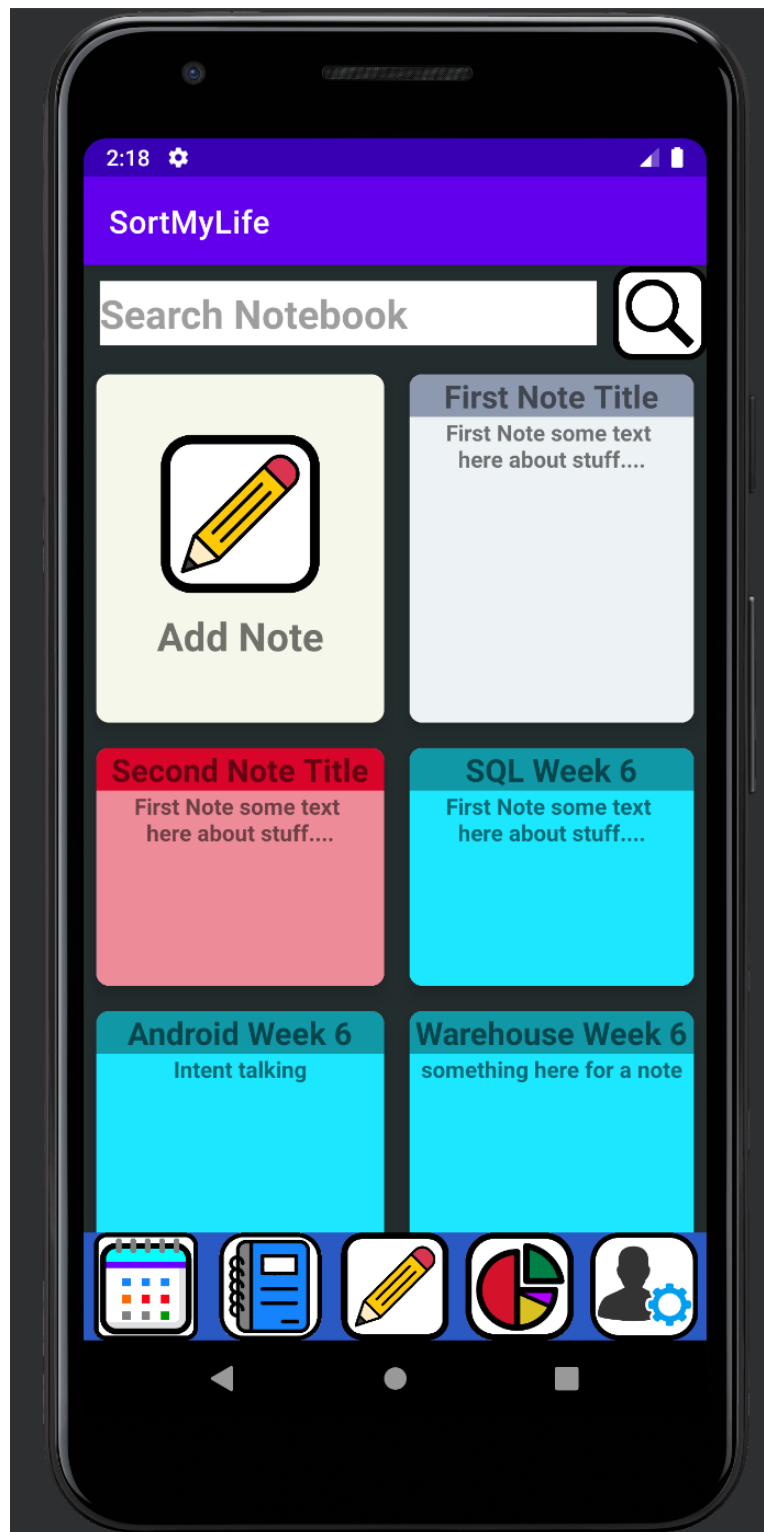 2:18
SortMyLife
Search Notebook
Add Note
First Note Title
First Note some text
here about stuff....
Second Note Title
First Note some text
here about stuff....
SQL Week 6
First Note some text
here about stuff....
Android Week 6
Intent talking
Warehouse Week 6
something here for a note